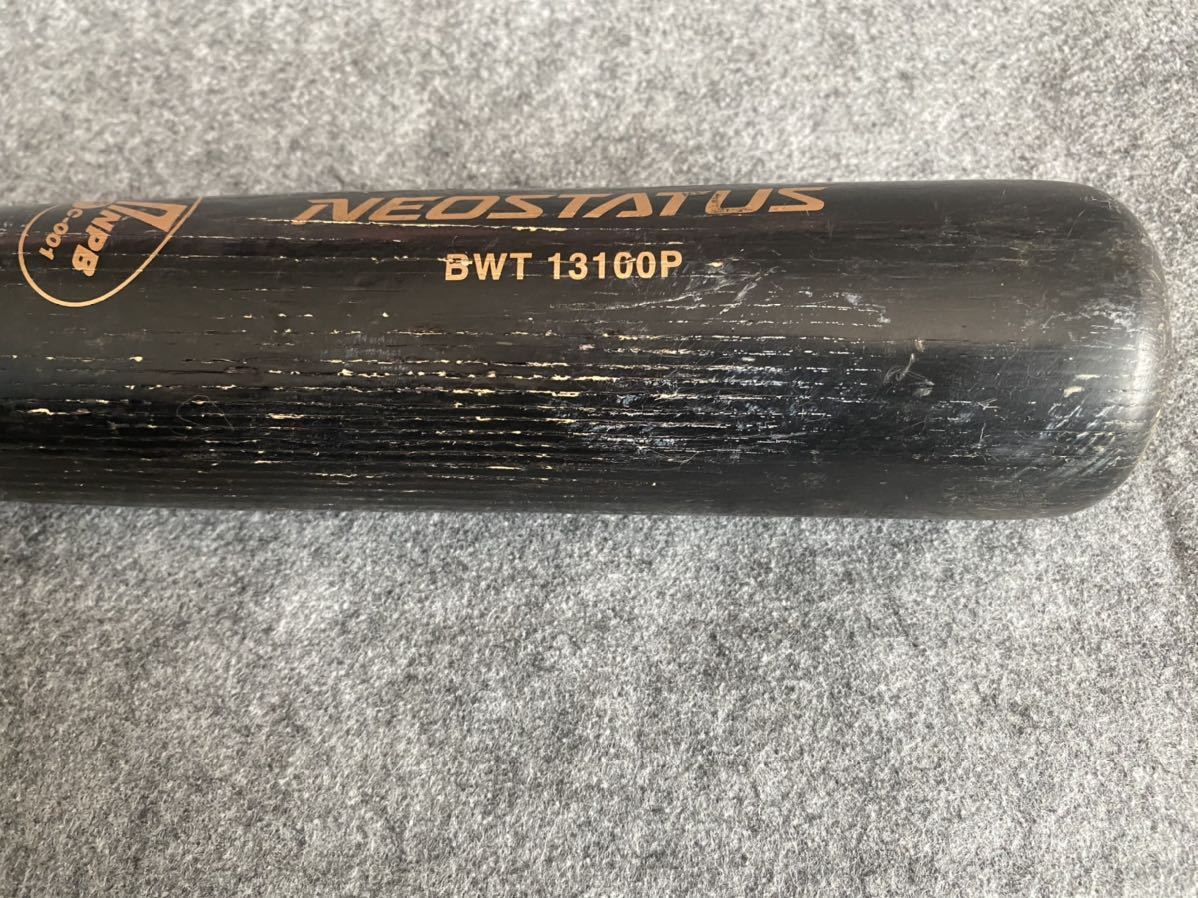 NEOSTATUS
BWT 13100P
NPB
C-001